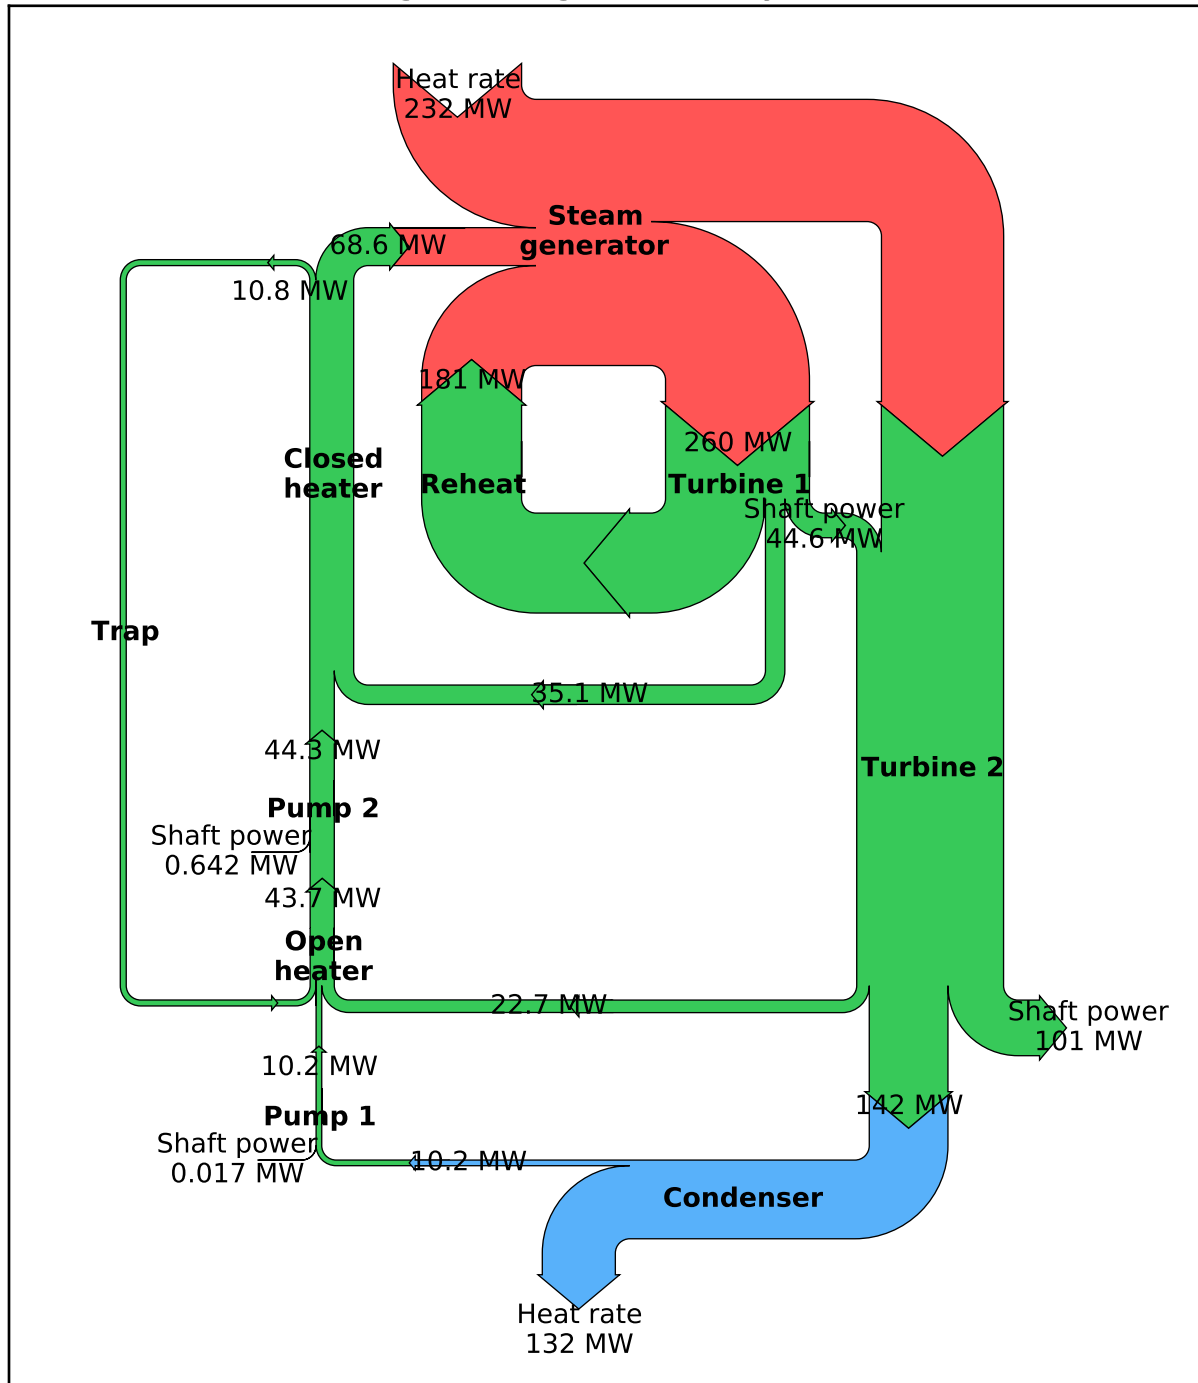 Heat rate
232 MW
Steam
generator
68.6 MW
10.8 MW
181 MW
260 MW
Closed
heater
Reheat
Turbine 1
Shaft power
44.6 MW
Trap
35.1 MW
44.3 MW
Turbine 2
Pump 2
Shaft power
0.642 MW
43.7 MW
Open
heater
22.7 MW
Shaft power
101 MW
10.2 MW
142 MW
Pump 1
Shaft power
0.017 MW
10.2 MW
Condenser
Heat rate
132 MW